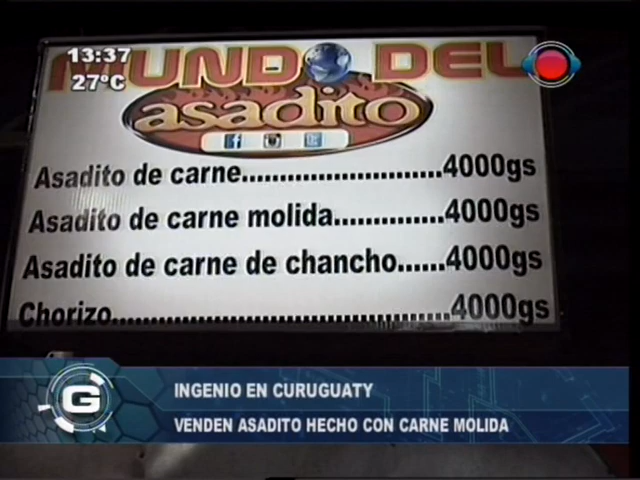 13:37
27°C
MUNDO DEL
asadito
Asadito de carne..........................4000gs
Asadito de carne molida..............4000gs
Asadito de carne de chancho......4000gs
Chorizo............................................4000gs
G
INGENIO EN CURUGUATY
VENDEN ASADITO HECHO CON CARNE MOLIDA